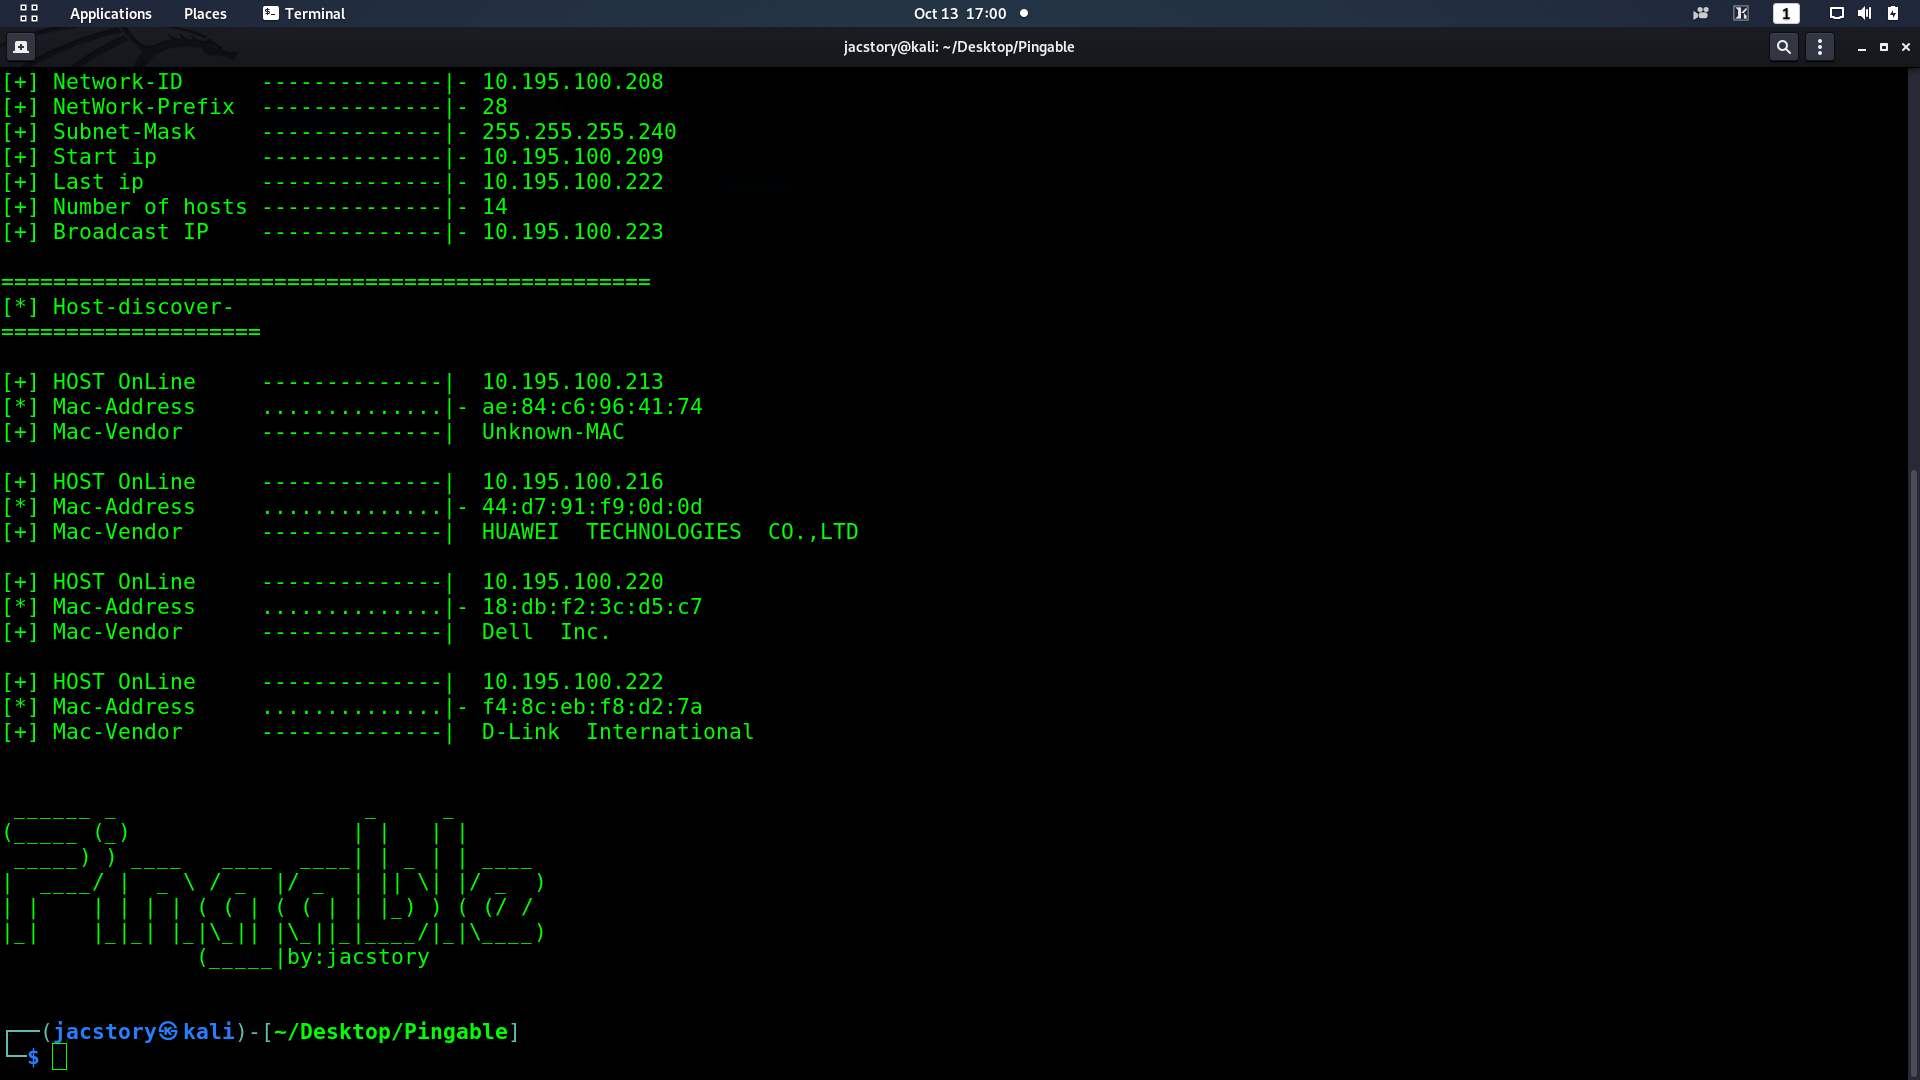 Applications Places Terminal Oct 13 17:00 1
jacstory@kali: ~/Desktop/Pingable
[+] Network-ID --------------|- 10.195.100.208
[+] NetWork-Prefix --------------|- 28
[+] Subnet-Mask --------------|- 255.255.255.240
[+] Start ip --------------|- 10.195.100.209
[+] Last ip --------------|- 10.195.100.222
[+] Number of hosts --------------|- 14
[+] Broadcast IP --------------|- 10.195.100.223
==================================================
[*] Host-discover-
====================
[+] HOST OnLine --------------| 10.195.100.213
[*] Mac-Address ..............|- ae:84:c6:96:41:74
[+] Mac-Vendor --------------| Unknown-MAC
[+] HOST OnLine --------------| 10.195.100.216
[*] Mac-Address ..............|- 44:d7:91:f9:0d:0d
[+] Mac-Vendor --------------| HUAWEI TECHNOLOGIES CO.,LTD
[+] HOST OnLine --------------| 10.195.100.220
[*] Mac-Address ..............|- 18:db:f2:3c:d5:c7
[+] Mac-Vendor --------------| Dell Inc.
[+] HOST OnLine --------------| 10.195.100.222
[*] Mac-Address ..............|- f4:8c:eb:f8:d2:7a
[+] Mac-Vendor --------------| D-Link International
Pingable
by:jacstory
(jacstory㉿kali)-[~/Desktop/Pingable]
$